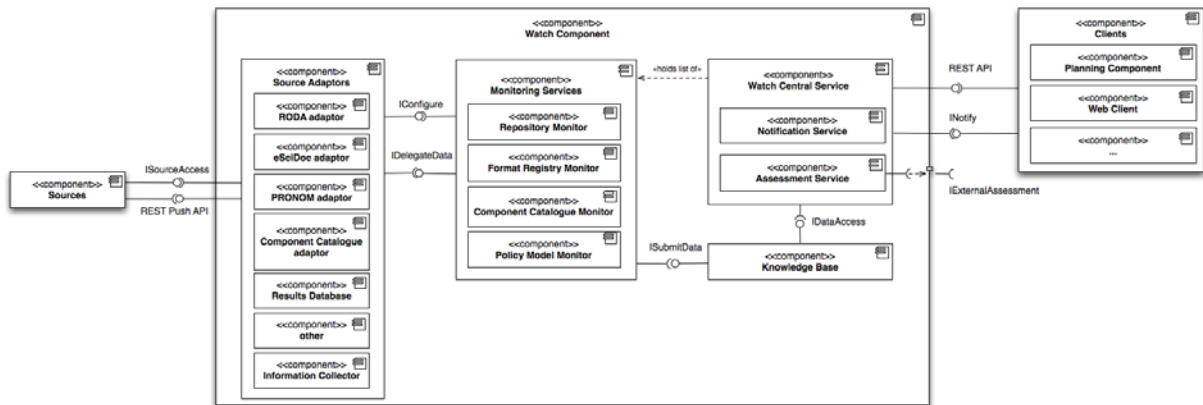 <<component>>
Watch Component
<<component>>
Clients
<<component>>
Planning Component
<<component>>
Web Client
<<component>>
...
<<component>>
Source Adaptors
<<component>>
RODA adaptor
<<component>>
eSciDoc adaptor
<<component>>
PRONOM adaptor
<<component>>
Component Catalogue
adaptor
<<component>>
Results Database
<<component>>
other
<<component>>
Information Collector
<<component>>
Monitoring Services
<<component>>
Repository Monitor
<<component>>
Format Registry Monitor
<<component>>
Component Catalogue Monitor
<<component>>
Policy Model Monitor
<<component>>
Watch Central Service
<<component>>
Notification Service
<<component>>
Assessment Service
<<component>>
Knowledge Base
<<component>>
Sources
ISourceAccess
REST Push API
IConfigure
IDelegateData
«holds list of»
ISubmitData
IDataAccess
REST API
INotify
IExternalAssessment